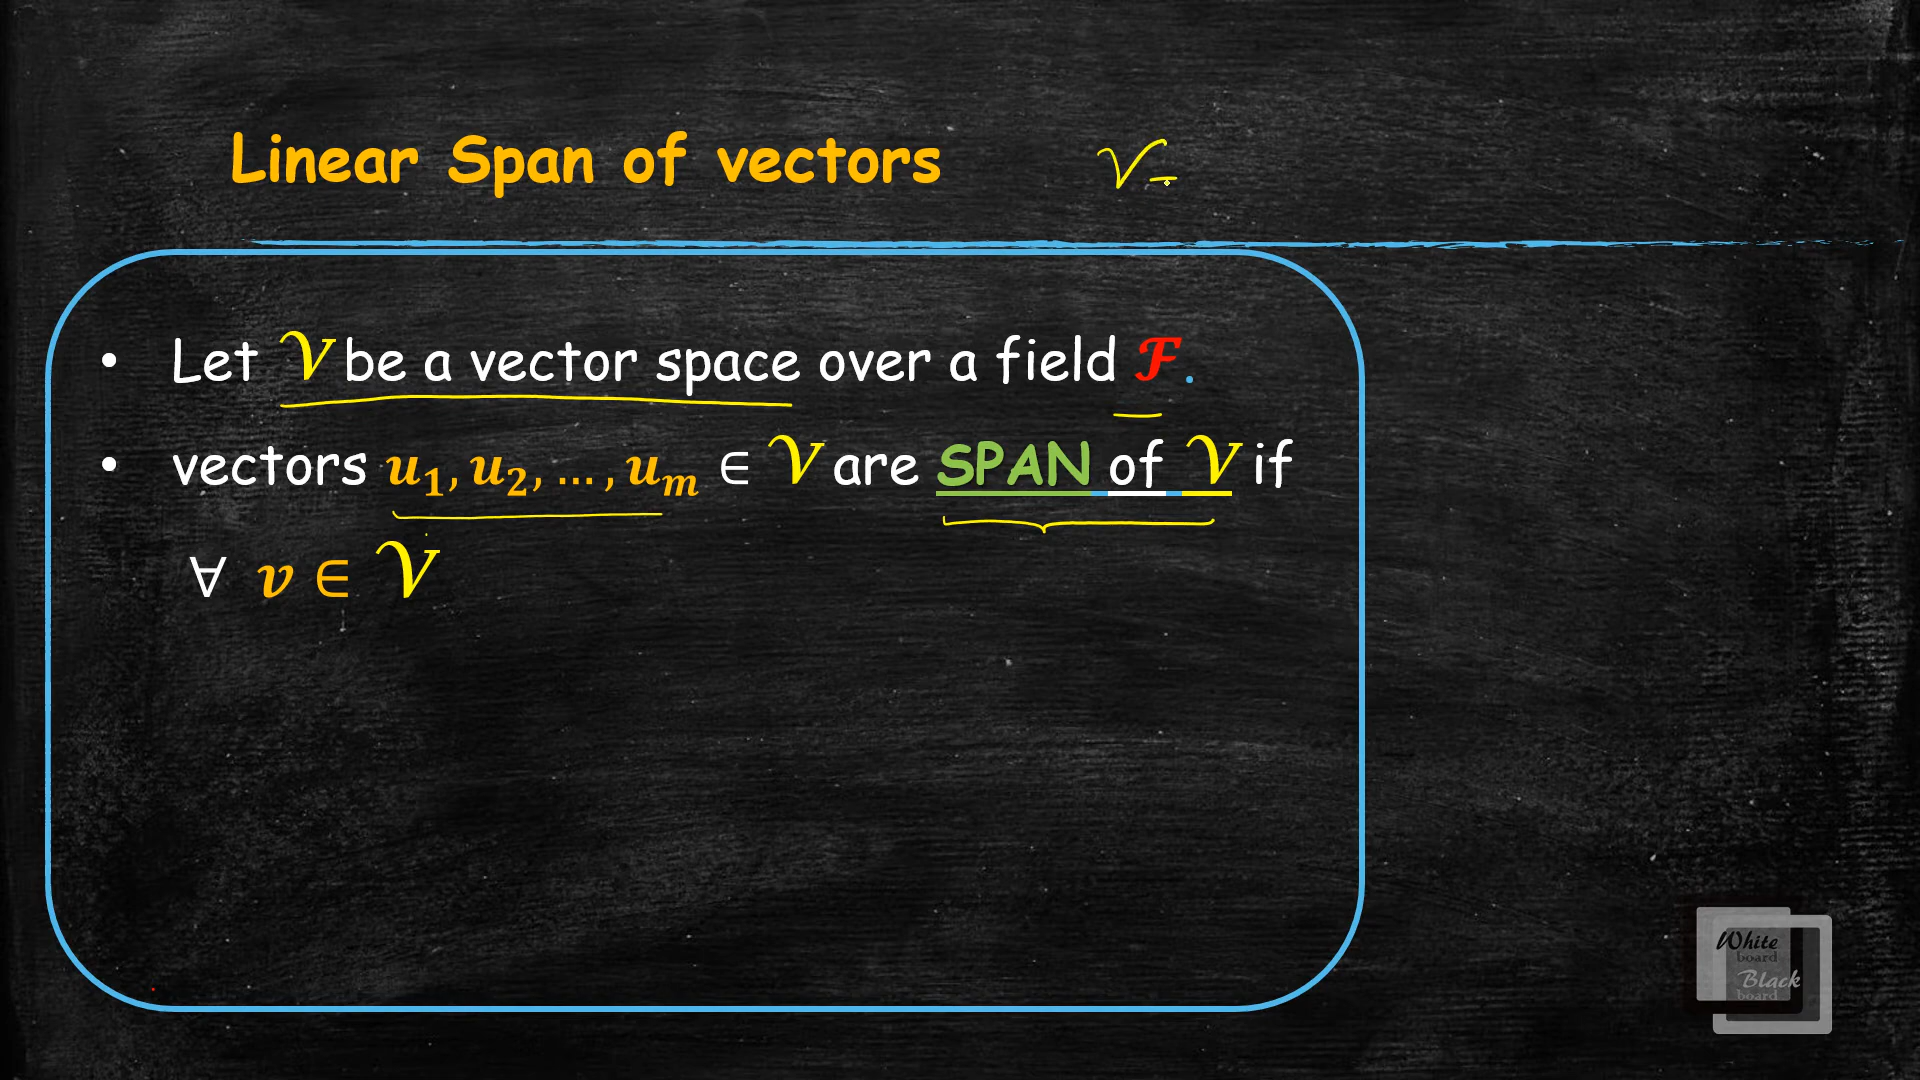 Linear Span of vectors
𝒱 =
• Let 𝒱 be a vector space over a field ℱ.
• vectors u₁, u₂, … , uₘ ∈ 𝒱 are SPAN of 𝒱 if
∀ v ∈ 𝒱
White
board
Black
board